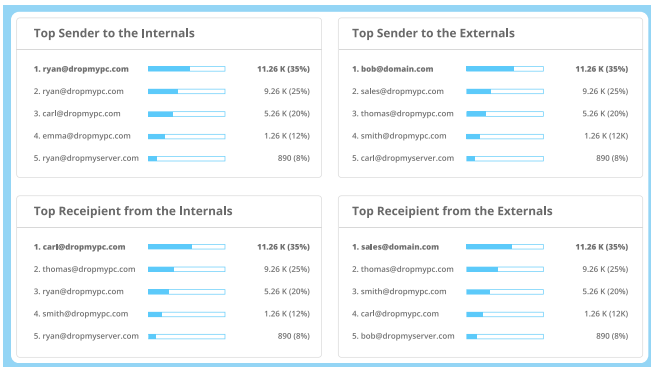 Top Sender to the Internals
1. ryan@dropmypc.com 11.26 K (35%)
2. ryan@dropmypc.com 9.26 K (25%)
3. carl@dropmypc.com 5.26 K (20%)
4. emma@dropmypc.com 1.26 K (12%)
5. ryan@dropmyserver.com 890 (8%)
Top Sender to the Externals
1. bob@domain.com 11.26 K (35%)
2. sales@dropmypc.com 9.26 K (25%)
3. thomas@dropmypc.com 5.26 K (20%)
4. smith@dropmypc.com 1.26 K (12K)
5. carl@dropmyserver.com 890 (8%)
Top Receipient from the Internals
1. carl@dropmypc.com 11.26 K (35%)
2. thomas@dropmypc.com 9.26 K (25%)
3. ryan@dropmypc.com 5.26 K (20%)
4. smith@dropmypc.com 1.26 K (12%)
5. ryan@dropmyserver.com 890 (8%)
Top Receipient from the Externals
1. sales@domain.com 11.26 K (35%)
2. thomas@dropmypc.com 9.26 K (25%)
3. smith@dropmypc.com 5.26 K (20%)
4. carl@dropmypc.com 1.26 K (12K)
5. bob@dropmyserver.com 890 (8%)